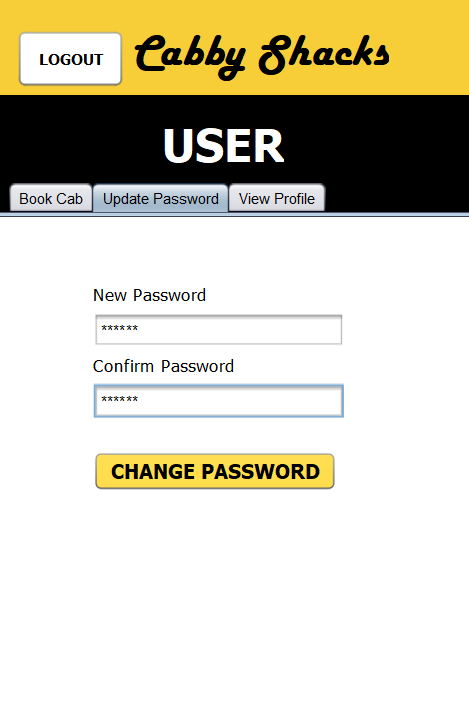 LOGOUT Cabby Shacks
USER
Book Cab Update Password View Profile
New Password
******
Confirm Password
******
CHANGE PASSWORD